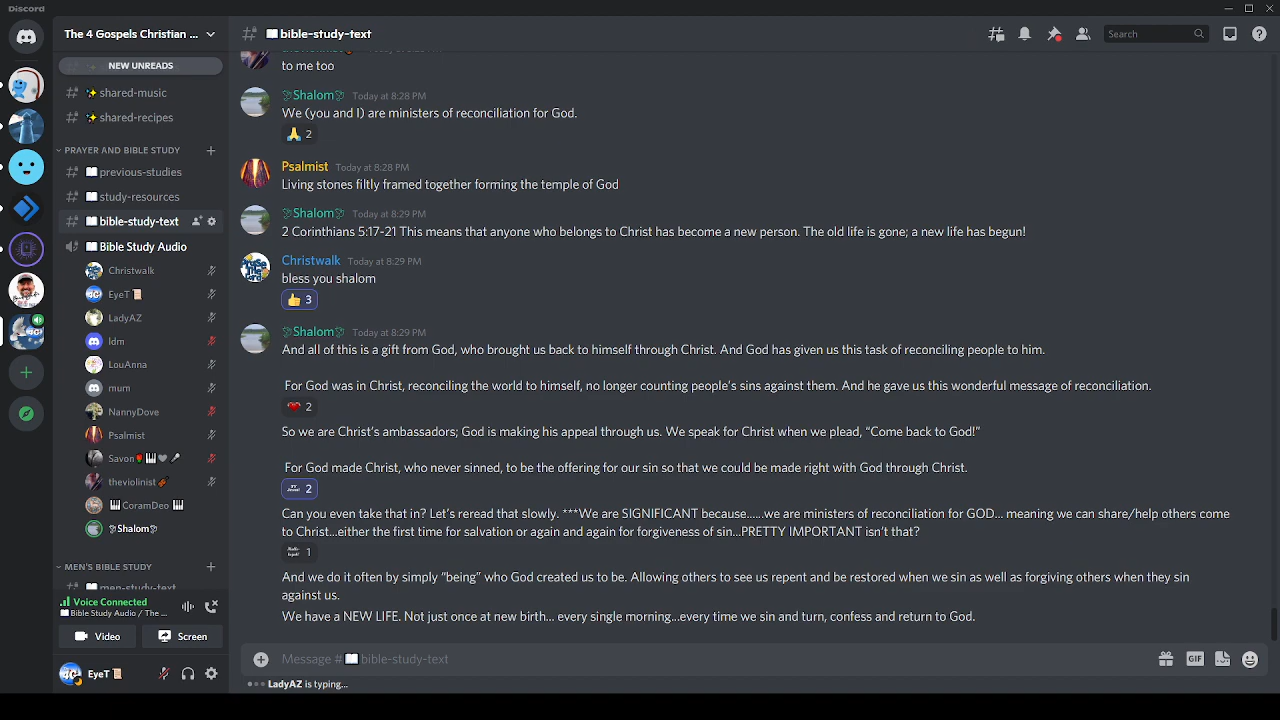 Discord
The 4 Gospels Christian ...
bible-study-text
Search
NEW UNREADS
shared-music
shared-recipes
PRAYER AND BIBLE STUDY
previous-studies
study-resources
bible-study-text
Bible Study Audio
Christwalk
EyeT
LadyAZ
ldm
LouAnna
mum
NannyDove
Psalmist
Savon
theviolinist
CoramDeo
Shalom
MEN'S BIBLE STUDY
men-study-text
Voice Connected
Bible Study Audio / The ...
Video
Screen
EyeT
to me too
Shalom Today at 8:28 PM
We (you and I) are ministers of reconciliation for God.
2
Psalmist Today at 8:28 PM
Living stones filtly framed together forming the temple of God
Shalom Today at 8:29 PM
2 Corinthians 5:17-21 This means that anyone who belongs to Christ has become a new person. The old life is gone; a new life has begun!
Christwalk Today at 8:29 PM
bless you shalom
3
Shalom Today at 8:29 PM
And all of this is a gift from God, who brought us back to himself through Christ. And God has given us this task of reconciling people to him.
For God was in Christ, reconciling the world to himself, no longer counting people's sins against them. And he gave us this wonderful message of reconciliation.
2
So we are Christ's ambassadors; God is making his appeal through us. We speak for Christ when we plead, “Come back to God!”
For God made Christ, who never sinned, to be the offering for our sin so that we could be made right with God through Christ.
2
Can you even take that in? Let's reread that slowly. ***We are SIGNIFICANT because......we are ministers of reconciliation for GOD... meaning we can share/help others come
to Christ...either the first time for salvation or again and again for forgiveness of sin...PRETTY IMPORTANT isn't that?
1
And we do it often by simply “being” who God created us to be. Allowing others to see us repent and be restored when we sin as well as forgiving others when they sin
against us.
We have a NEW LIFE. Not just once at new birth... every single morning...every time we sin and turn, confess and return to God.
Message # bible-study-text
GIF
LadyAZ is typing...